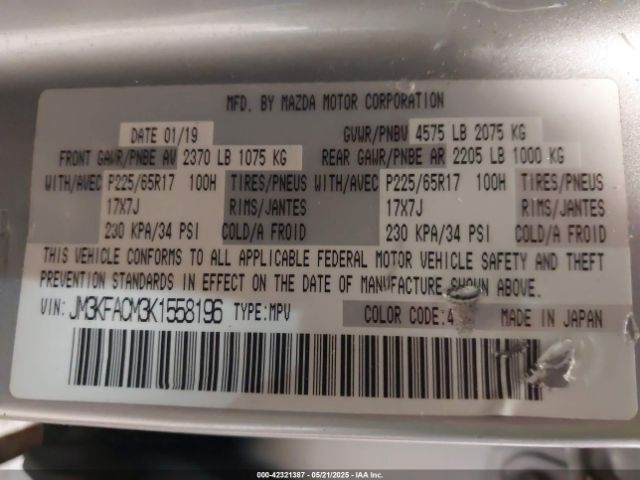 MFD. BY MAZDA MOTOR CORPORATION
DATE 01/19 GVWR/PNBV 4575 LB 2075 KG
FRONT GAWR/PNBE AV 2370 LB 1075 KG REAR GAWR/PNBE AR 2205 LB 1000 KG
WITH/AVEC P225/65R17 100H TIRES/PNEUS WITH/AVEC P225/65R17 100H TIRES/PNEUS
17X7J RIMS/JANTES 17X7J RIMS/JANTES
230 KPA/34 PSI COLD/A FROID 230 KPA/34 PSI COLD/A FROID
THIS VEHICLE CONFORMS TO ALL APPLICABLE FEDERAL MOTOR VEHICLE SAFETY AND THEFT
PREVENTION STANDARDS IN EFFECT ON THE DATE OF MANUFACTURE SHOWN ABOVE.
VIN: JM3KFACM3K1558196 TYPE:MPV COLOR CODE:4 MADE IN JAPAN
000-42321387 05/21/2025 IAA Inc.